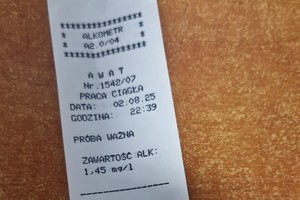 ********************
* ALKOMETR *
* A2.0/04 *
********************
A W A T
Nr.1542/07
PRACA CIĄGŁA
DATA: 02.08.25
GODZINA: 22:39
PRÓBA WAŻNA
ZAWARTOŚĆ ALK:
1,45 mg/l